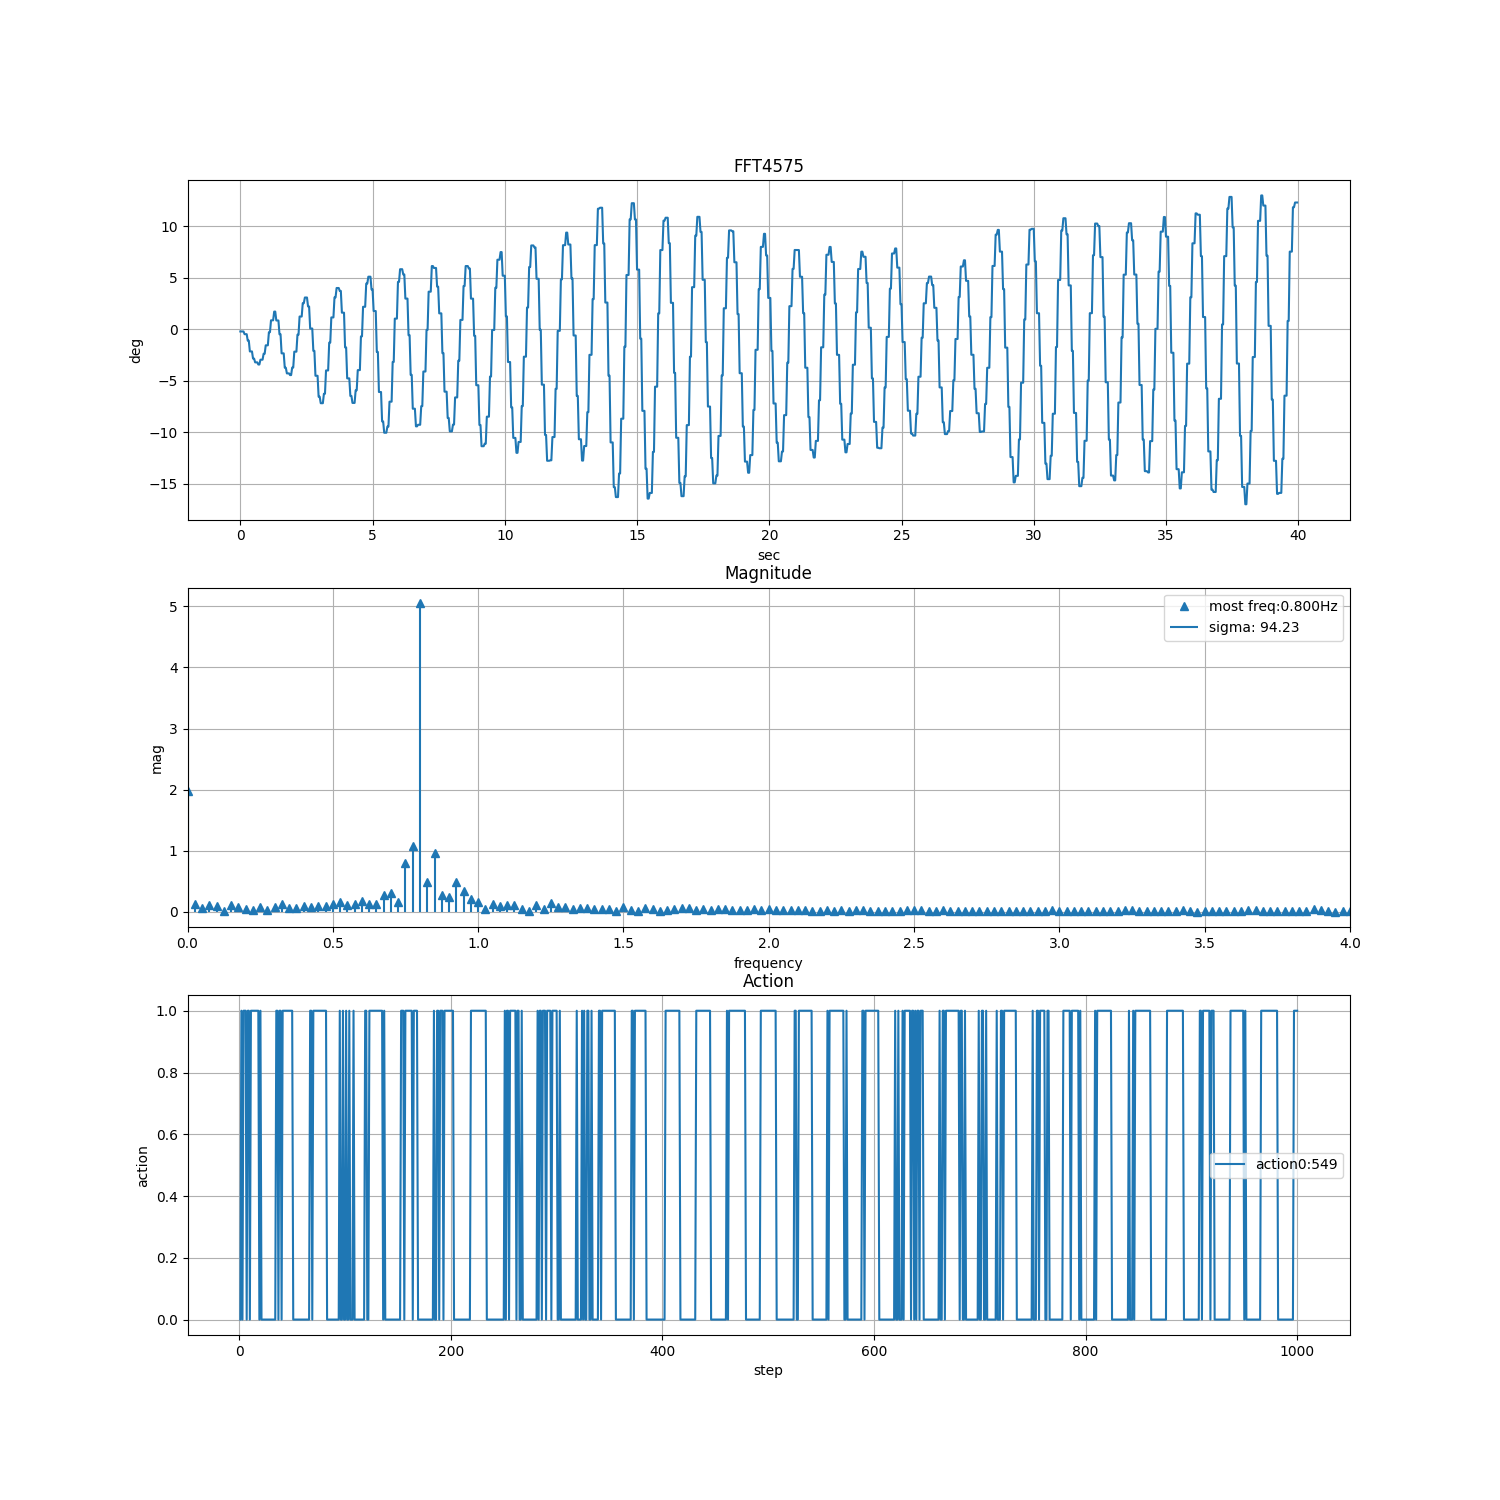 FFT4575
10
5
0
−5
−10
−15
deg
0 5 10 15 20 25 30 35 40
sec
Magnitude
5
4
3
2
1
0
mag
most freq:0.800Hz
sigma: 94.23
0.0 0.5 1.0 1.5 2.0 2.5 3.0 3.5 4.0
frequency
Action
1.0
0.8
0.6
0.4
0.2
0.0
action
action0:549
0 200 400 600 800 1000
step